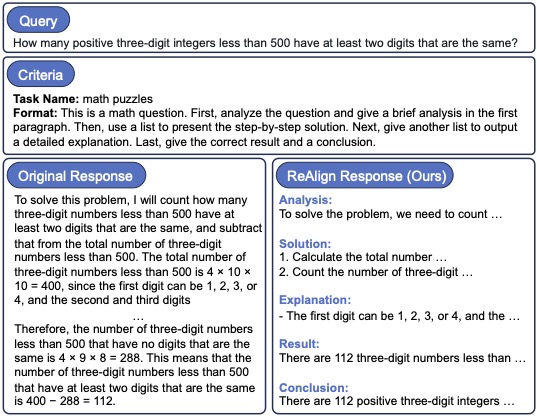 Query
How many positive three-digit integers less than 500 have at least two digits that are the same?
Criteria
Task Name: math puzzles
Format: This is a math question. First, analyze the question and give a brief analysis in the first
paragraph. Then, use a list to present the step-by-step solution. Next, give another list to output
a detailed explanation. Last, give the correct result and a conclusion.
Original Response
To solve this problem, I will count how many
three-digit numbers less than 500 have at
least two digits that are the same, and subtract
that from the total number of three-digit
numbers less than 500. The total number of
three-digit numbers less than 500 is 4 × 10 ×
10 = 400, since the first digit can be 1, 2, 3, or
4, and the second and third digits
...
Therefore, the number of three-digit numbers
less than 500 that have no digits that are the
same is 4 × 9 × 8 = 288. This means that the
number of three-digit numbers less than 500
that have at least two digits that are the same
is 400 − 288 = 112.
ReAlign Response (Ours)
Analysis:
To solve the problem, we need to count ...
Solution:
1. Calculate the total number ...
2. Count the number of three-digit ...
Explanation:
- The first digit can be 1, 2, 3, or 4, and the ...
Result:
There are 112 three-digit numbers less than ...
Conclusion:
There are 112 positive three-digit integers ...